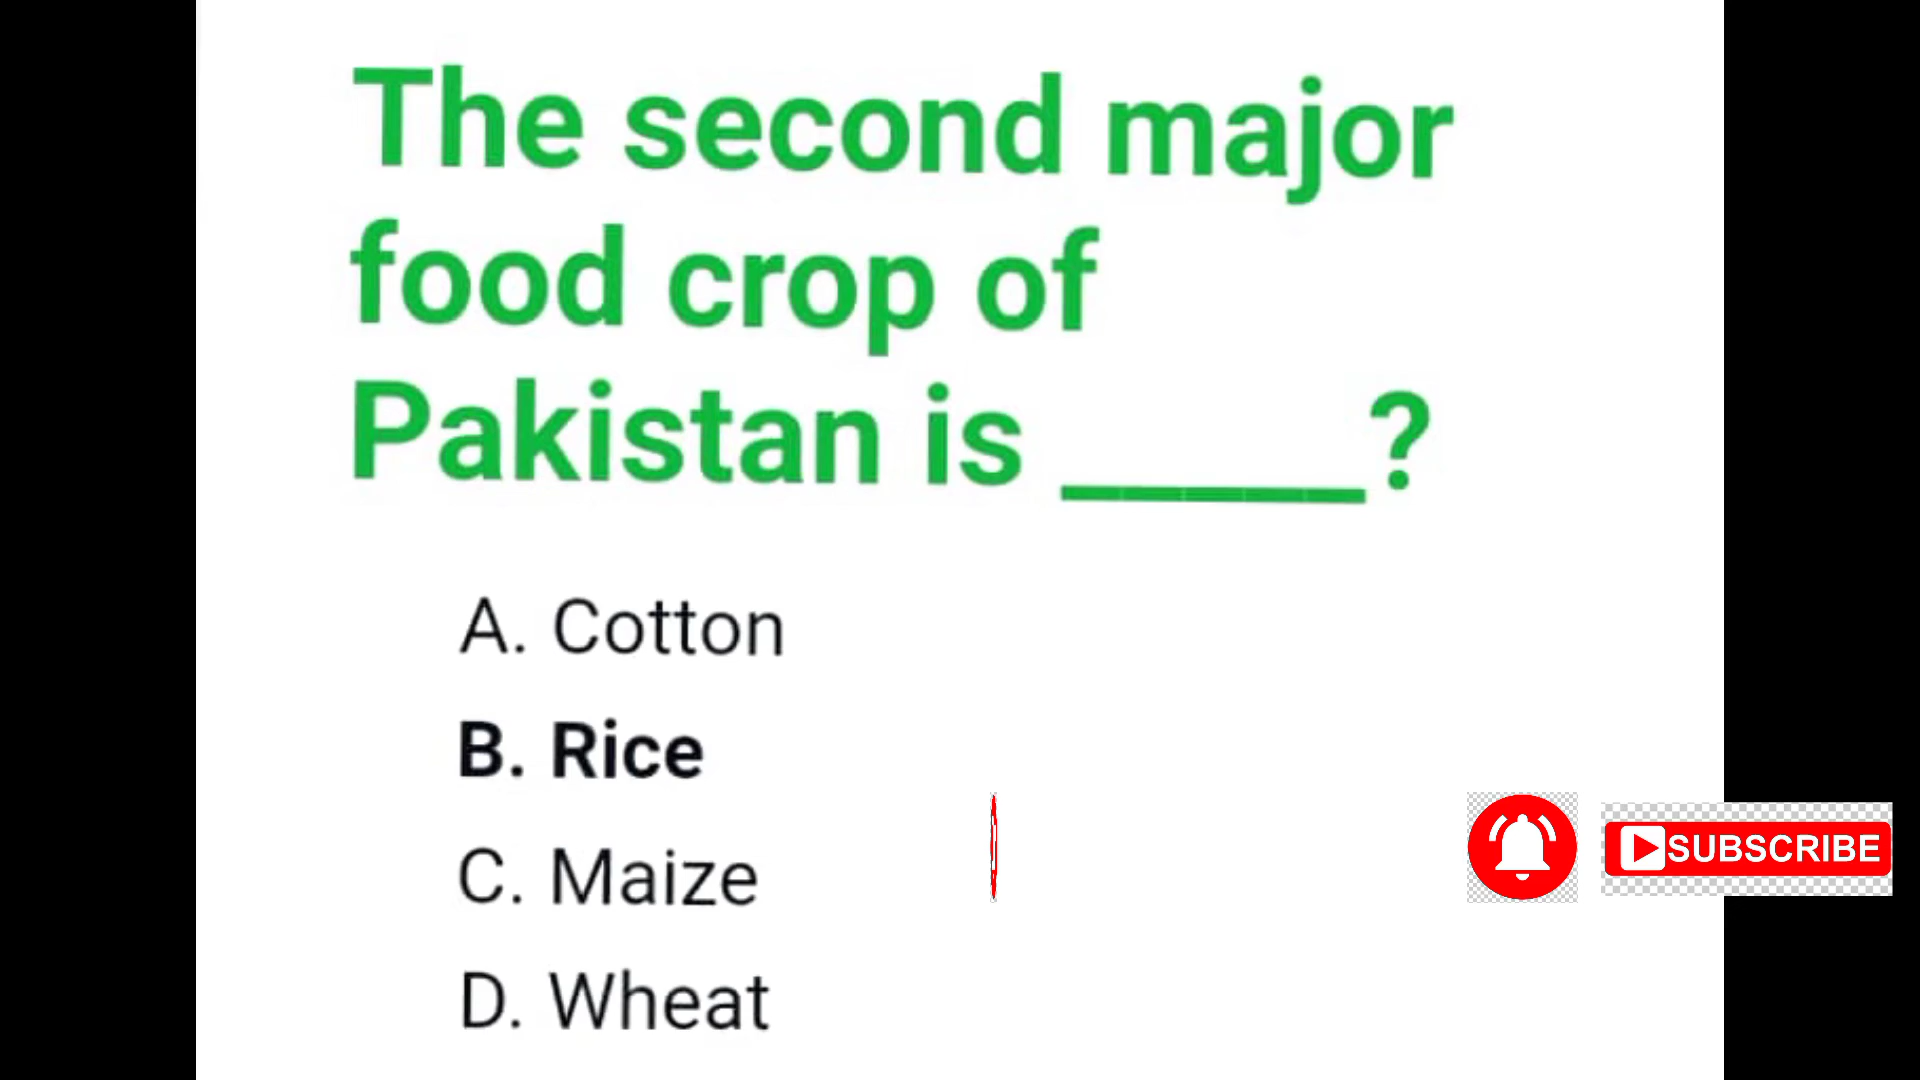 The second major
food crop of
Pakistan is _____?
A. Cotton
B. Rice
C. Maize
D. Wheat
SUBSCRIBE